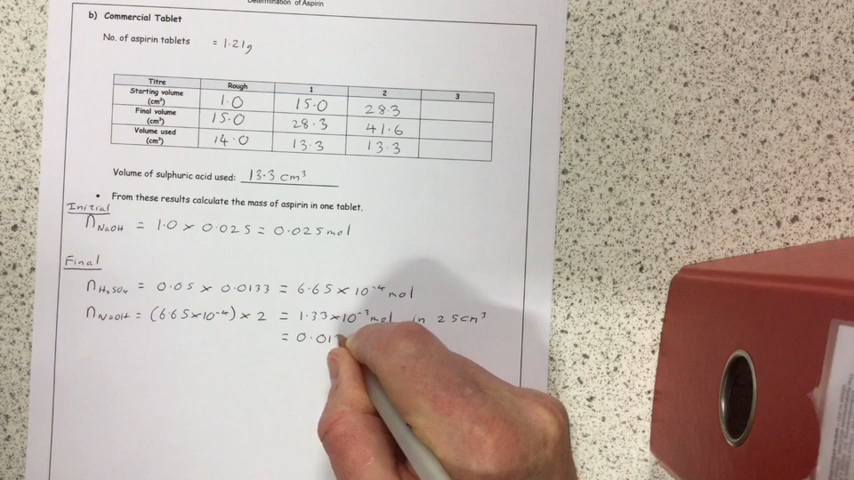 Determination of Aspirin
b) Commercial Tablet
No. of aspirin tablets = 1.21g
Titre Rough 1 2 3
Starting volume (cm³) 1.0 15.0 28.3
Final volume (cm³) 15.0 28.3 41.6
Volume used (cm³) 14.0 13.3 13.3
Volume of sulphuric acid used: 13.3 cm³
• From these results calculate the mass of aspirin in one tablet.
Initial
nNaOH = 1.0 × 0.025 = 0.025 mol
Final
nH₂SO₄ = 0.05 × 0.0133 = 6.65 × 10⁻⁴ mol
nNaOH = (6.65×10⁻⁴) × 2 = 1.33×10⁻³ mol in 25cm³
= 0.01